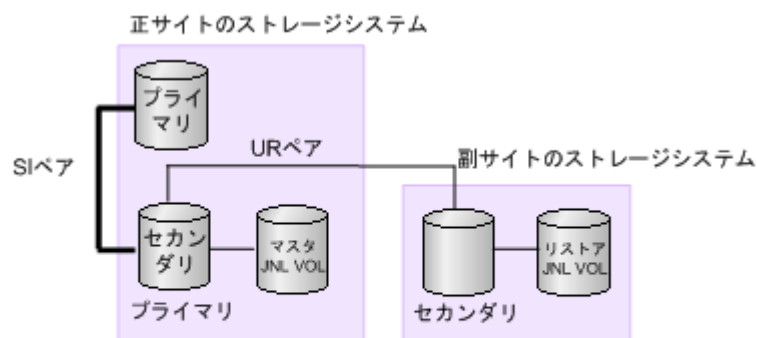 正サイトのストレージシステム
プライ
マリ
SIペア
URペア
副サイトのストレージシステム
セカン
ダリ
マスタ
JNL VOL
リストア
JNL VOL
プライマリ
セカンダリ